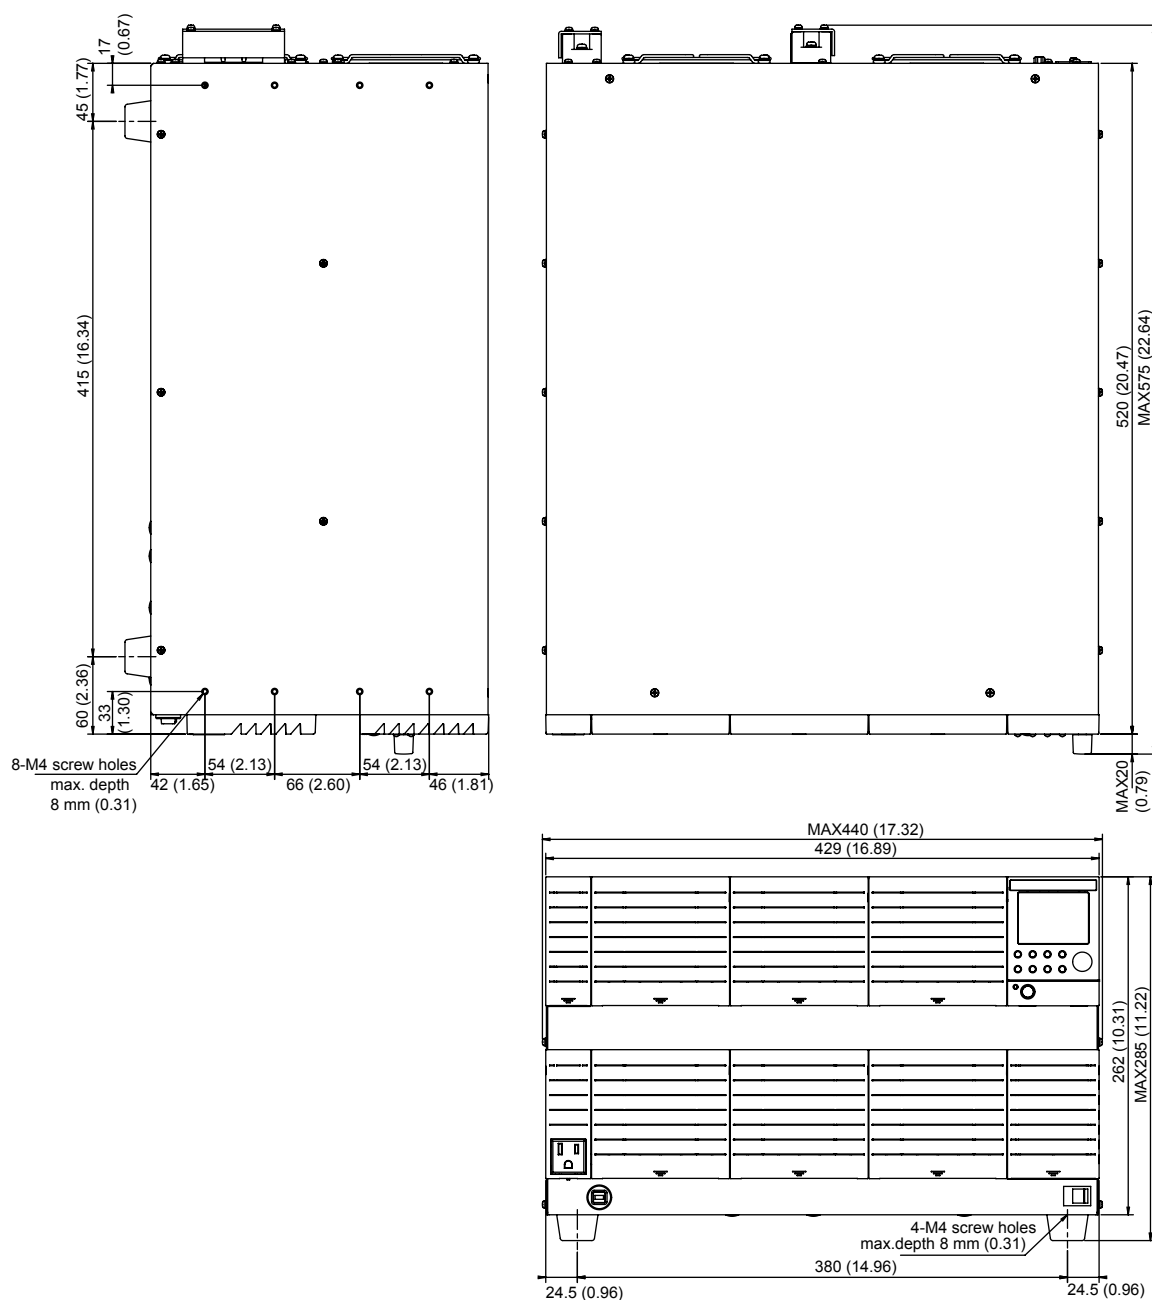 17
(0.67)
45 (1.77)
415 (16.34)
60 (2.36)
33
(1.30)
8-M4 screw holes
max. depth
8 mm (0.31)
54 (2.13)
54 (2.13)
42 (1.65)
66 (2.60)
46 (1.81)
520 (20.47)
MAX575 (22.64)
MAX20
(0.79)
MAX440 (17.32)
429 (16.89)
262 (10.31)
MAX285 (11.22)
4-M4 screw holes
max.depth 8 mm (0.31)
380 (14.96)
24.5 (0.96)
24.5 (0.96)